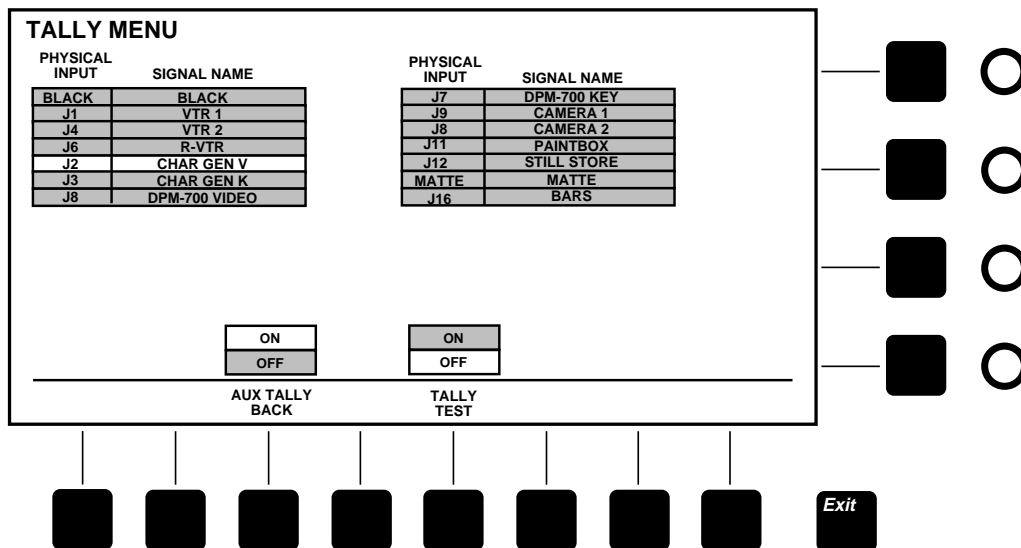 TALLY MENU
PHYSICAL
INPUT SIGNAL NAME
BLACK BLACK
J1 VTR 1
J4 VTR 2
J6 R-VTR
J2 CHAR GEN V
J3 CHAR GEN K
J8 DPM-700 VIDEO
PHYSICAL
INPUT SIGNAL NAME
J7 DPM-700 KEY
J9 CAMERA 1
J8 CAMERA 2
J11 PAINTBOX
J12 STILL STORE
MATTE MATTE
J16 BARS
ON
OFF
AUX TALLY
BACK
ON
OFF
TALLY
TEST
Exit